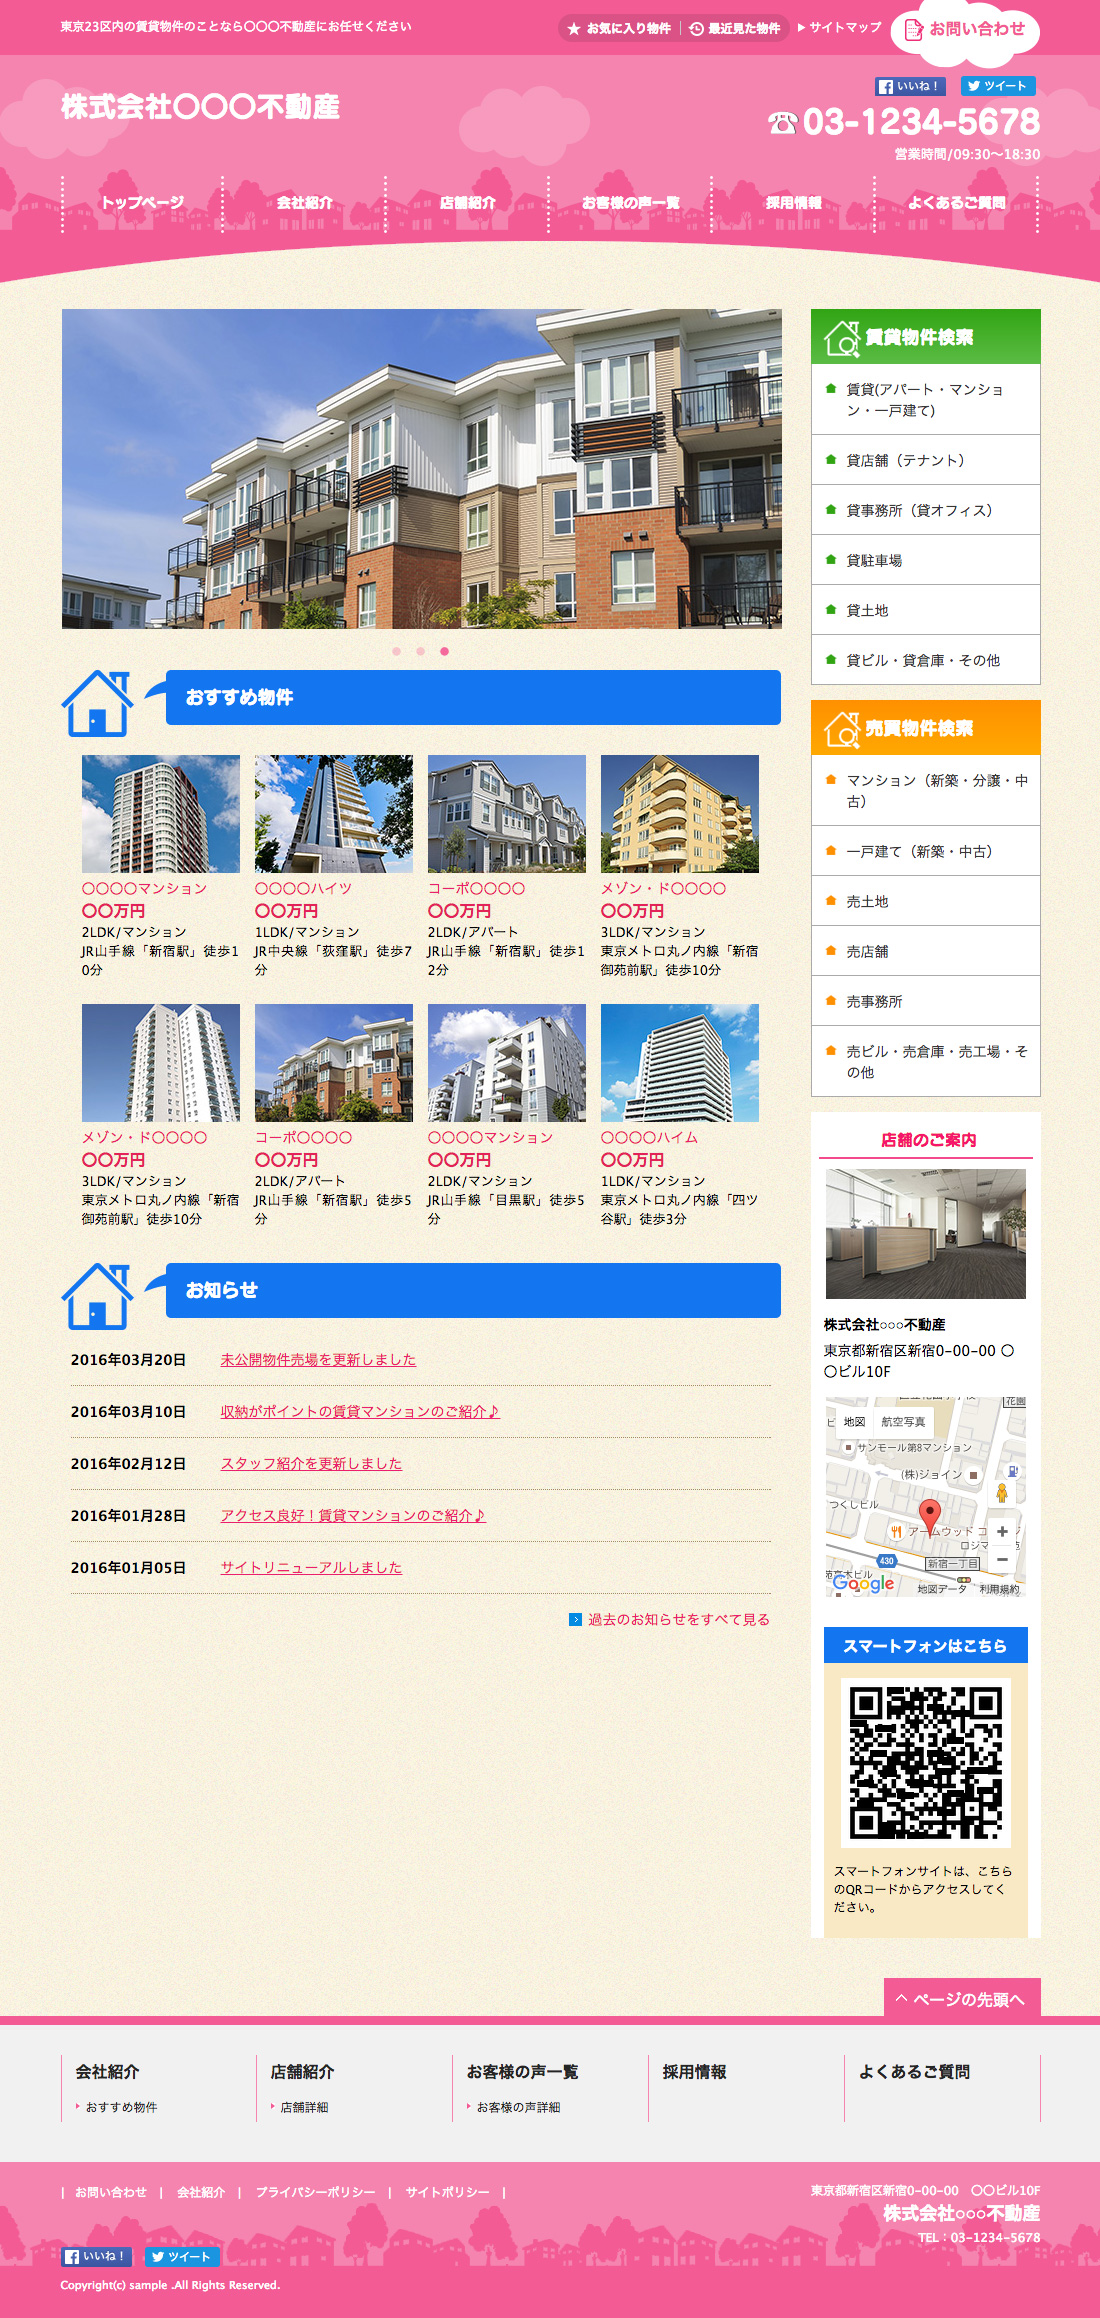 東京23区内の賃貸物件のことなら〇〇〇不動産にお任せください
お気に入り物件
最近見た物件
サイトマップ
お問い合わせ
いいね！
ツイート
株式会社〇〇〇不動産
03-1234-5678
営業時間/09:30～18:30
トップページ
会社紹介
店舗紹介
お客様の声一覧
採用情報
よくあるご質問
おすすめ物件
〇〇〇〇マンション
〇〇万円
2LDK/マンション
JR山手線「新宿駅」徒歩1
0分
〇〇〇〇ハイツ
〇〇万円
1LDK/マンション
JR中央線「荻窪駅」徒歩7
分
コーポ〇〇〇〇
〇〇万円
2LDK/アパート
JR山手線「新宿駅」徒歩1
2分
メゾン・ド〇〇〇〇
〇〇万円
3LDK/マンション
東京メトロ丸ノ内線「新宿
御苑前駅」徒歩10分
メゾン・ド〇〇〇〇
〇〇万円
3LDK/マンション
東京メトロ丸ノ内線「新宿
御苑前駅」徒歩10分
コーポ〇〇〇〇
〇〇万円
2LDK/アパート
JR山手線「新宿駅」徒歩5
分
〇〇〇〇マンション
〇〇万円
2LDK/マンション
JR山手線「目黒駅」徒歩5
分
〇〇〇〇ハイム
〇〇万円
1LDK/マンション
東京メトロ丸ノ内線「四ツ
谷駅」徒歩3分
お知らせ
2016年03月20日 未公開物件売場を更新しました
2016年03月10日 収納がポイントの賃貸マンションのご紹介♪
2016年02月12日 スタッフ紹介を更新しました
2016年01月28日 アクセス良好！賃貸マンションのご紹介♪
2016年01月05日 サイトリニューアルしました
過去のお知らせをすべて見る
賃貸物件検索
賃貸(アパート・マンショ
ン・一戸建て)
貸店舗（テナント）
貸事務所（貸オフィス）
貸駐車場
貸土地
貸ビル・貸倉庫・その他
売買物件検索
マンション（新築・分譲・中
古）
一戸建て（新築・中古）
売土地
売店舗
売事務所
売ビル・売倉庫・売工場・そ
の他
店舗のご案内
株式会社○○○不動産
東京都新宿区新宿0−00−00 〇
〇ビル10F
花園
地図
航空写真
サンモール第8マンション
(株)ジョイン
つくしビル
アームウッド コ
ロジマ
430
新宿一丁目
Google
地図データ
利用規約
スマートフォンはこちら
スマートフォンサイトは、こちら
のQRコードからアクセスしてく
ださい。
ページの先頭へ
会社紹介
おすすめ物件
店舗紹介
店舗詳細
お客様の声一覧
お客様の声詳細
採用情報
よくあるご質問
| お問い合わせ | 会社紹介 | プライバシーポリシー | サイトポリシー |
東京都新宿区新宿0−00−00 〇〇ビル10F
株式会社○○○不動産
TEL：03-1234-5678
いいね！
ツイート
Copyright(c) sample .All Rights Reserved.